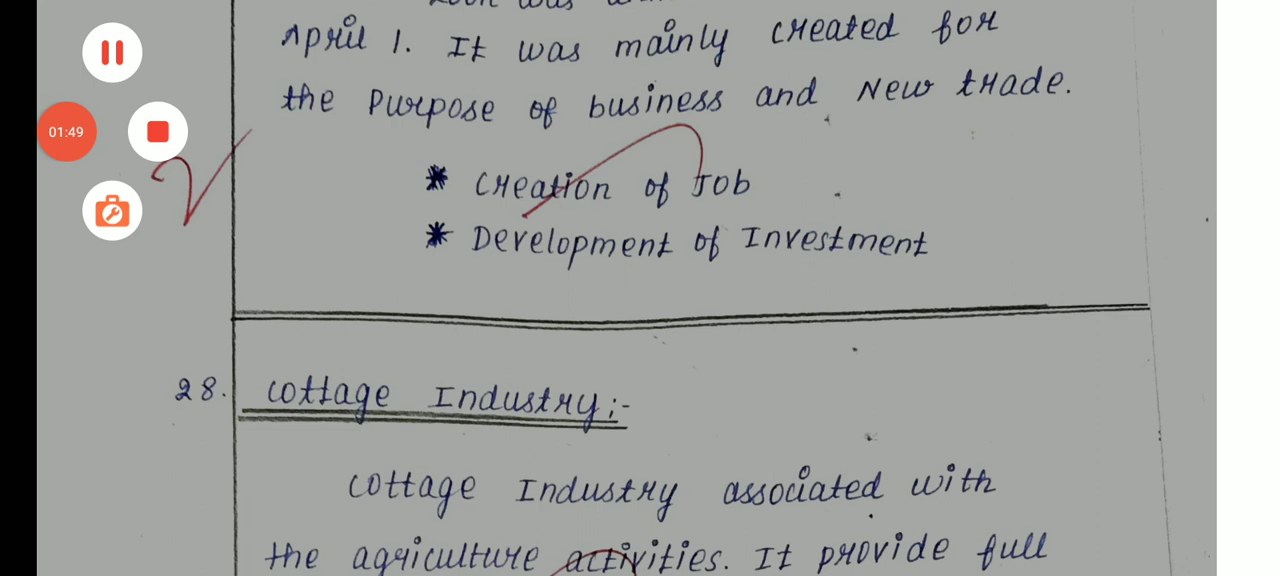 April 1. It was mainly created for
the Purpose of business and New trade.
* Creation of Job
* Development of Investment
28. Cottage Industry:-
Cottage Industry associated with
the agriculture activities. It provide full
01:49